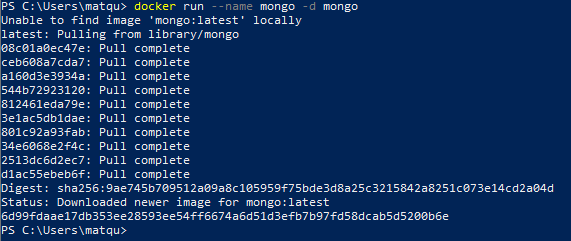 PS C:\Users\matqu> docker run --name mongo -d mongo
Unable to find image 'mongo:latest' locally
latest: Pulling from library/mongo
08c01a0ec47e: Pull complete
ceb608a7cda7: Pull complete
a160d3e3934a: Pull complete
544b72923120: Pull complete
812461eda79e: Pull complete
3e1ac5db1dae: Pull complete
801c92a93fab: Pull complete
34e6068e2f4c: Pull complete
2513dc6d2ec7: Pull complete
d1ac55ebeb6f: Pull complete
Digest: sha256:9ae745b709512a09a8c105959f75bde3d8a25c3215842a8251c073e14cd2a04d
Status: Downloaded newer image for mongo:latest
6d99fdaae17db353ee28593ee54ff6674a6d51d3efb7b97fd58dcab5d5200b6e
PS C:\Users\matqu>